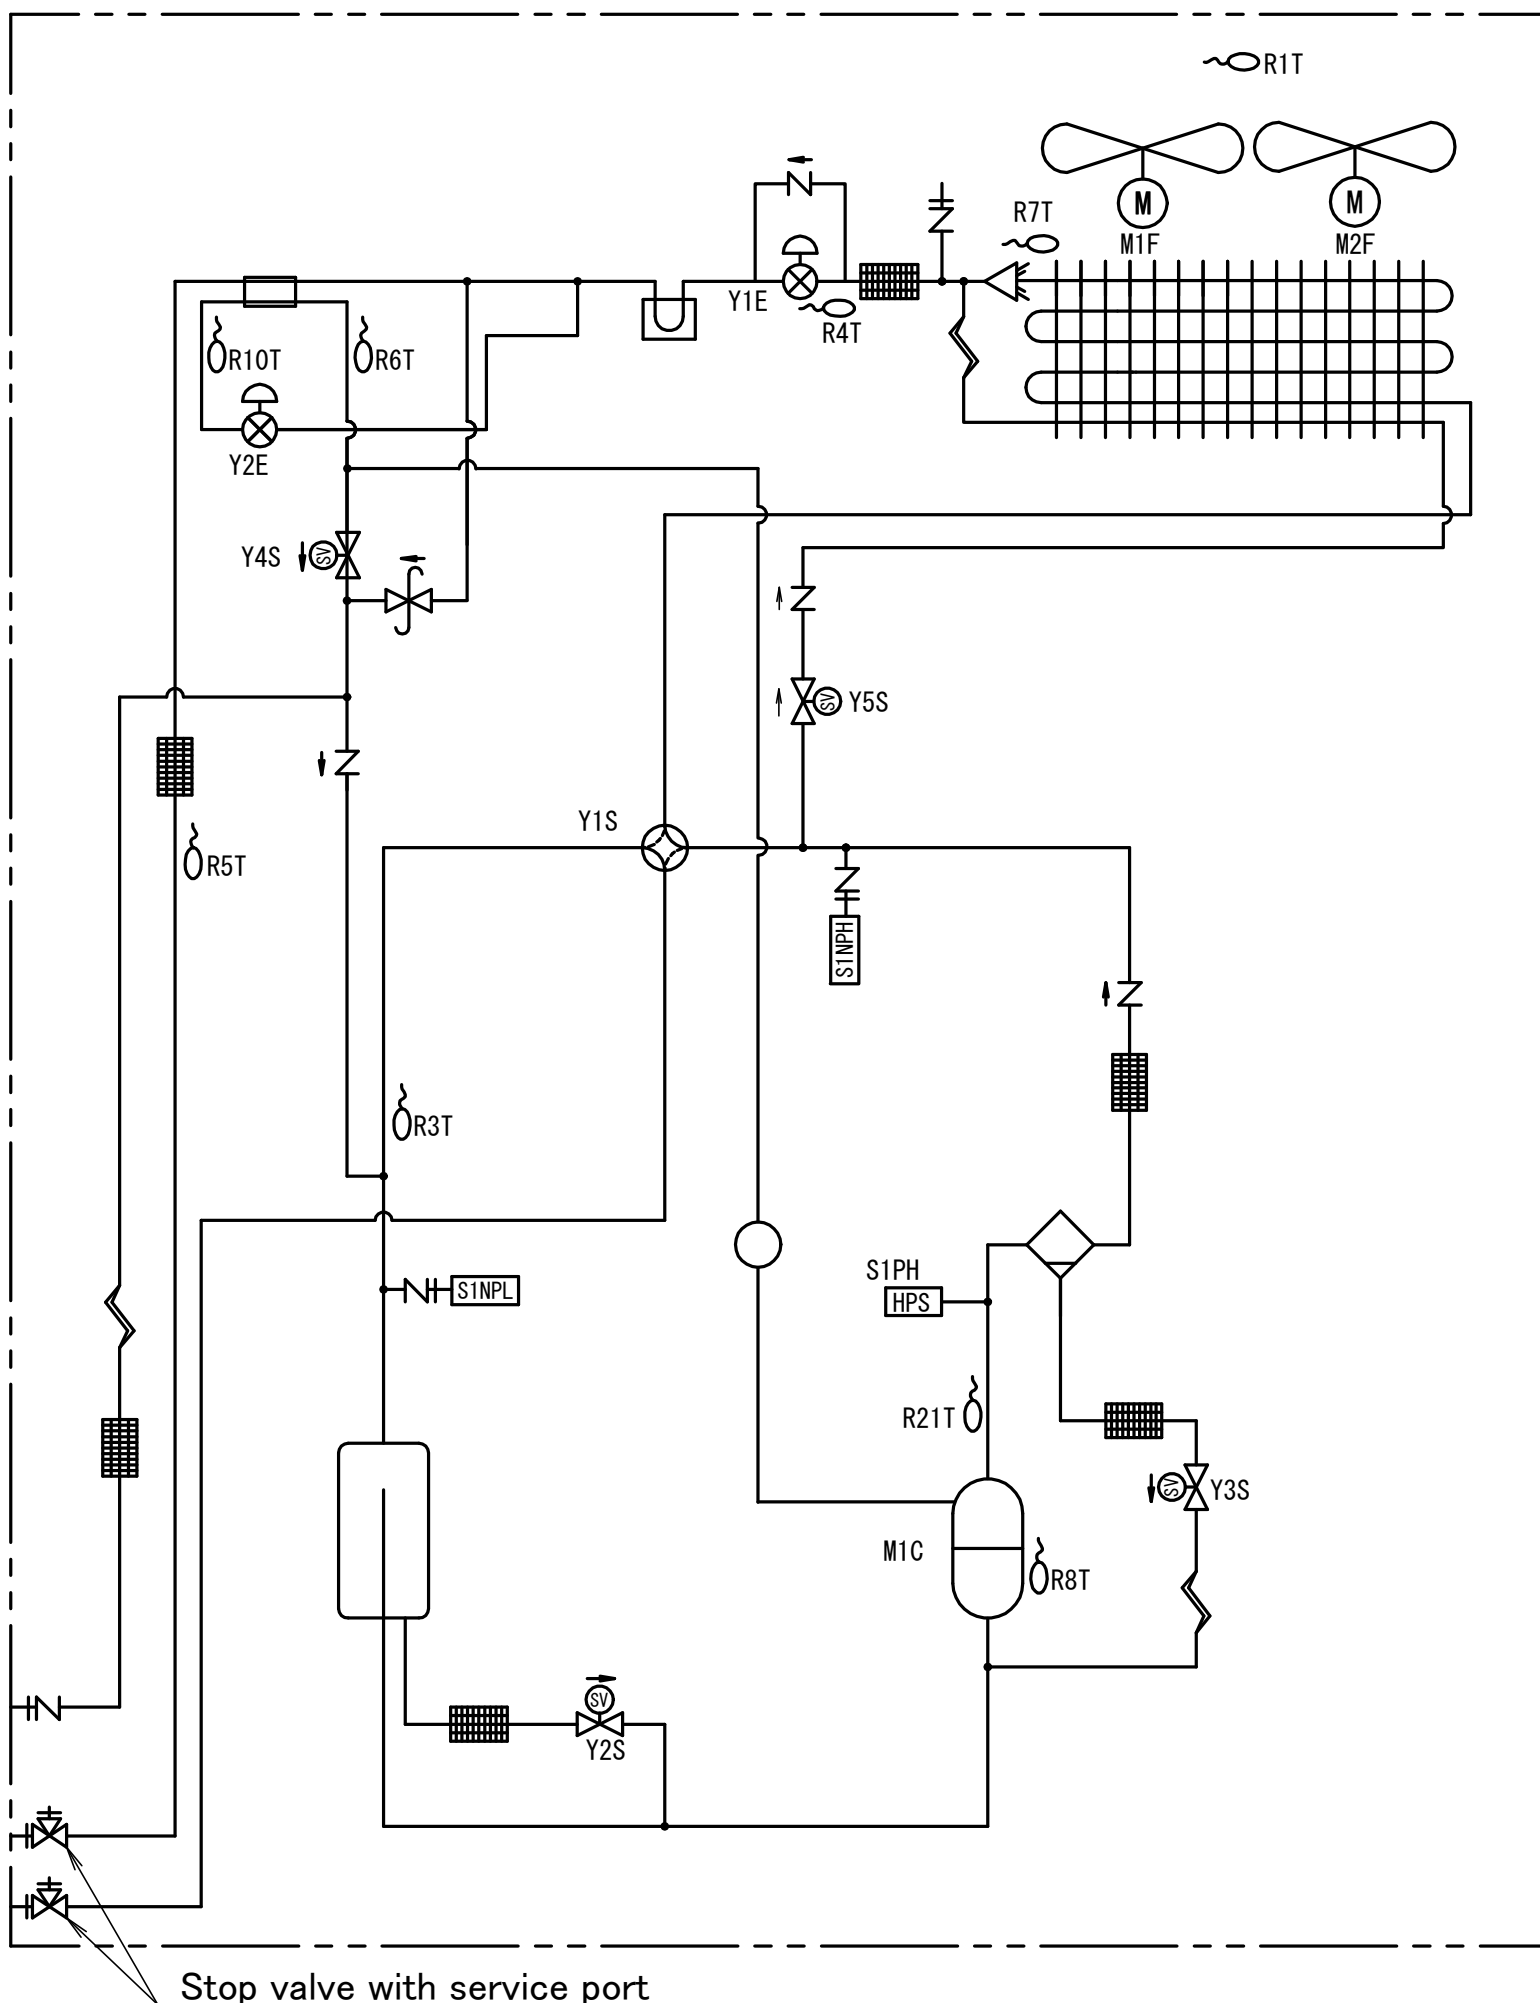 R1T
R7T
M
M
M1F
M2F
Y1E
R4T
R10T
R6T
Y2E
Y4S
SV
SV
Y5S
Y1S
R5T
S1NPH
R3T
S1PH
HPS
S1NPL
R21T
SV
Y3S
M1C
R8T
SV
Y2S
Stop valve with service port